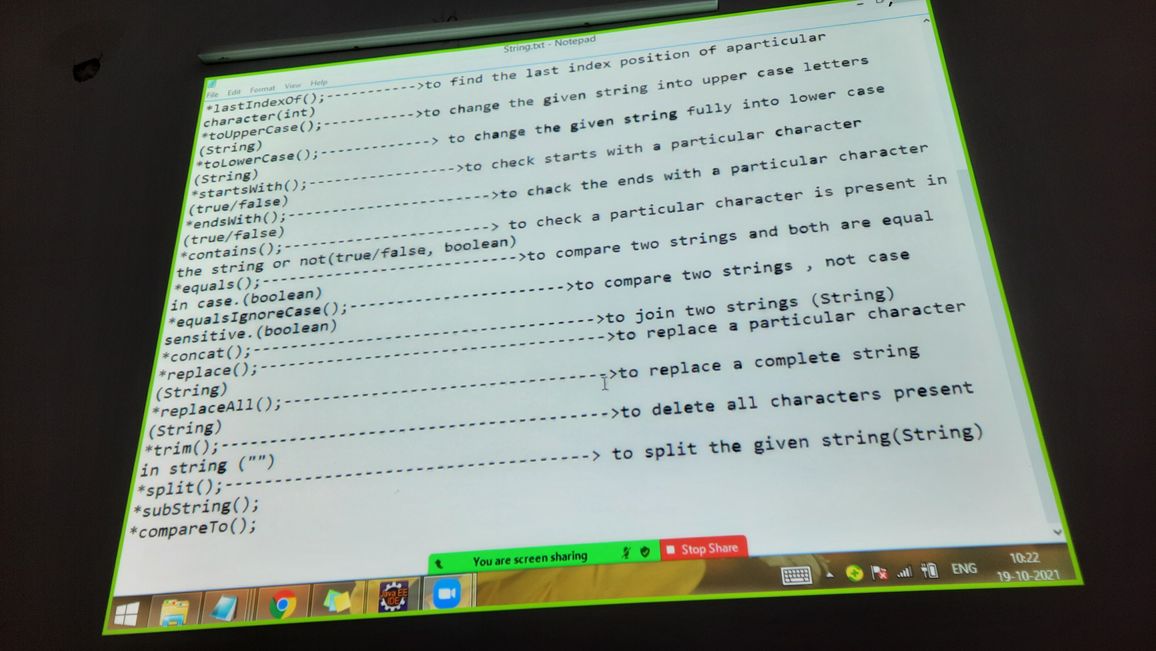 String.txt - Notepad
File Edit Format View Help
*lastIndexOf();---------->to find the last index position of aparticular
character(int)
*toUpperCase();----------->to change the given string into upper case letters
(String)
*toLowerCase();-------------> to change the given string fully into lower case
(String)
*startsWith();----------------->to check starts with a particular character
(true/false)
*endsWith();----------------------->to chack the ends with a particular character
(true/false)
*contains();--------------------------> to check a particular character is present in
the string or not(true/false, boolean)
*equals();----------------------------->to compare two strings and both are equal
in case.(boolean)
*equalsIgnoreCase();------------------------>to compare two strings , not case
sensitive.(boolean)
*concat();---------------------------------------->to join two strings (String)
*replace();---------------------------------------->to replace a particular character
(String)
*replaceAll();------------------------------------->to replace a complete string
(String)
*trim();-------------------------------------------->to delete all characters present
in string ("")
*split();------------------------------------------> to split the given string(String)
*subString();
*compareTo();
You are screen sharing
Stop Share
Java EE
IDE
ENG
10:22
19-10-2021